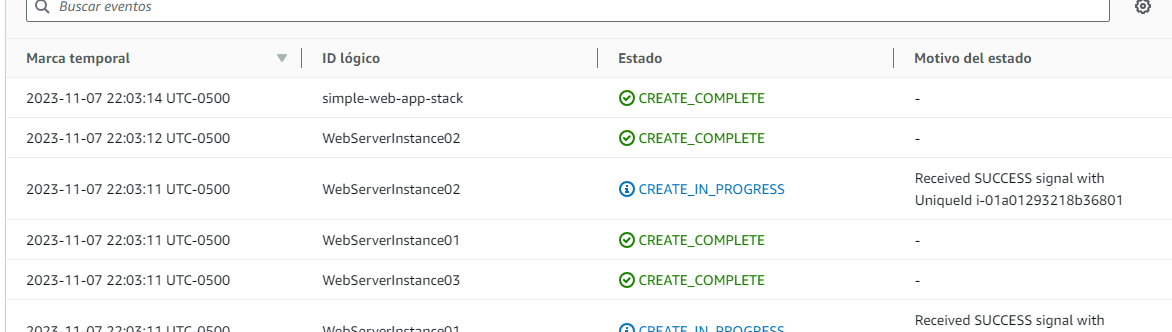 Buscar eventos
Marca temporal ID lógico Estado Motivo del estado
2023-11-07 22:03:14 UTC-0500 simple-web-app-stack CREATE_COMPLETE -
2023-11-07 22:03:12 UTC-0500 WebServerInstance02 CREATE_COMPLETE -
2023-11-07 22:03:11 UTC-0500 WebServerInstance02 CREATE_IN_PROGRESS Received SUCCESS signal with
UniqueId i-01a01293218b36801
2023-11-07 22:03:11 UTC-0500 WebServerInstance01 CREATE_COMPLETE -
2023-11-07 22:03:11 UTC-0500 WebServerInstance03 CREATE_COMPLETE -
2023-11-07 22:03:11 UTC-0500 WebServerInstance01 CREATE_IN_PROGRESS Received SUCCESS signal with